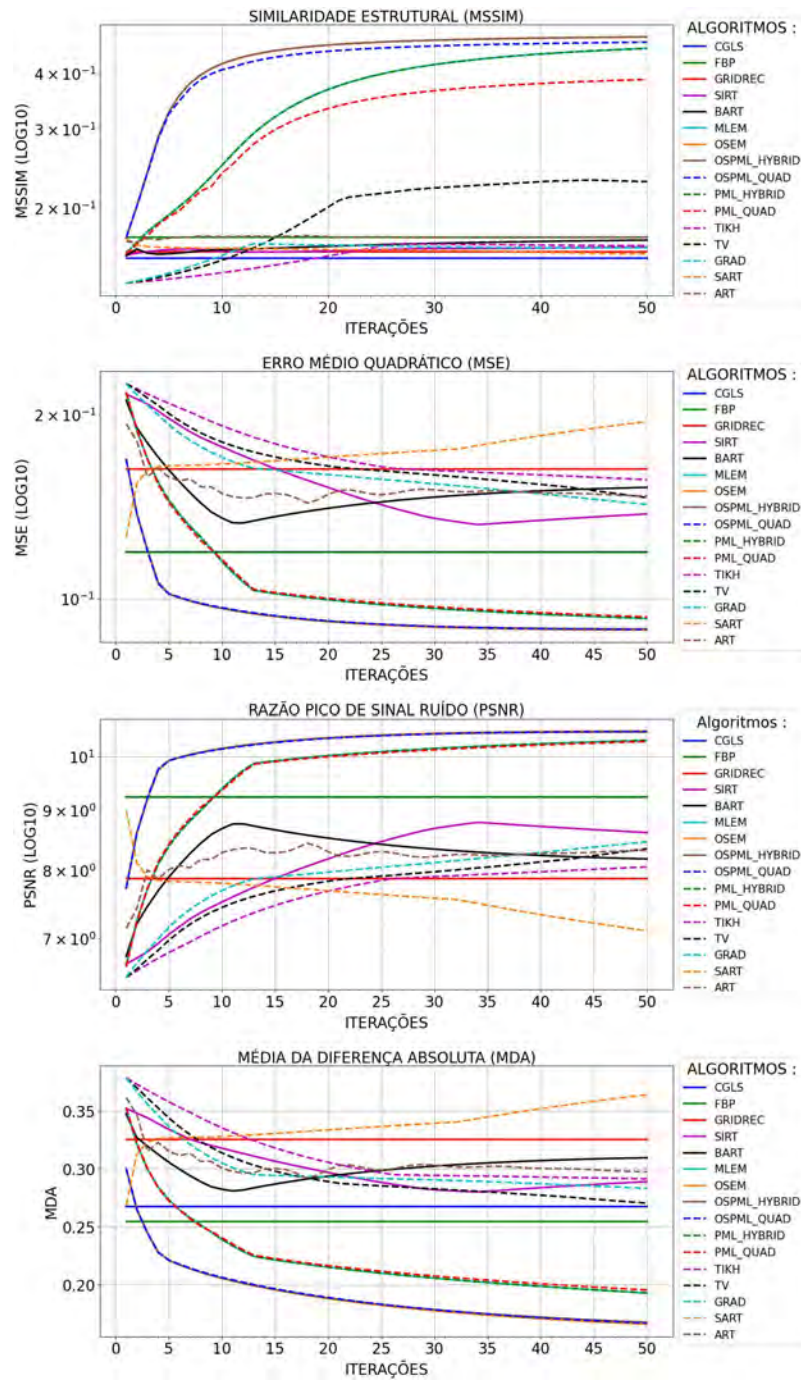 SIMILARIDADE ESTRUTURAL (MSSIM)
MSSIM (LOG10)
4 × 10⁻¹
3 × 10⁻¹
2 × 10⁻¹
0 5 10 15 20 25 30 35 40 45 50
ITERAÇÕES
ALGORITMOS :
CGLS
FBP
GRIDREC
SIRT
BART
MLEM
OSEM
OSPML_HYBRID
OSPML_QUAD
PML_HYBRID
PML_QUAD
TIKH
TV
GRAD
SART
ART
ERRO MÉDIO QUADRÁTICO (MSE)
MSE (LOG10)
2 × 10⁻¹
10⁻¹
0 5 10 15 20 25 30 35 40 45 50
ITERAÇÕES
ALGORITMOS :
CGLS
FBP
GRIDREC
SIRT
BART
MLEM
OSEM
OSPML_HYBRID
OSPML_QUAD
PML_HYBRID
PML_QUAD
TIKH
TV
GRAD
SART
ART
RAZÃO PICO DE SINAL RUÍDO (PSNR)
PSNR (LOG10)
10¹
9 × 10⁰
8 × 10⁰
7 × 10⁰
0 5 10 15 20 25 30 35 40 45 50
ITERAÇÕES
Algoritmos :
CGLS
FBP
GRIDREC
SIRT
BART
MLEM
OSEM
OSPML_HYBRID
OSPML_QUAD
PML_HYBRID
PML_QUAD
TIKH
TV
GRAD
SART
ART
MÉDIA DA DIFERENÇA ABSOLUTA (MDA)
MDA
0.35
0.30
0.25
0.20
0 5 10 15 20 25 30 35 40 45 50
ITERAÇÕES
ALGORITMOS :
CGLS
FBP
GRIDREC
SIRT
BART
MLEM
OSEM
OSPML_HYBRID
OSPML_QUAD
PML_HYBRID
PML_QUAD
TIKH
TV
GRAD
SART
ART